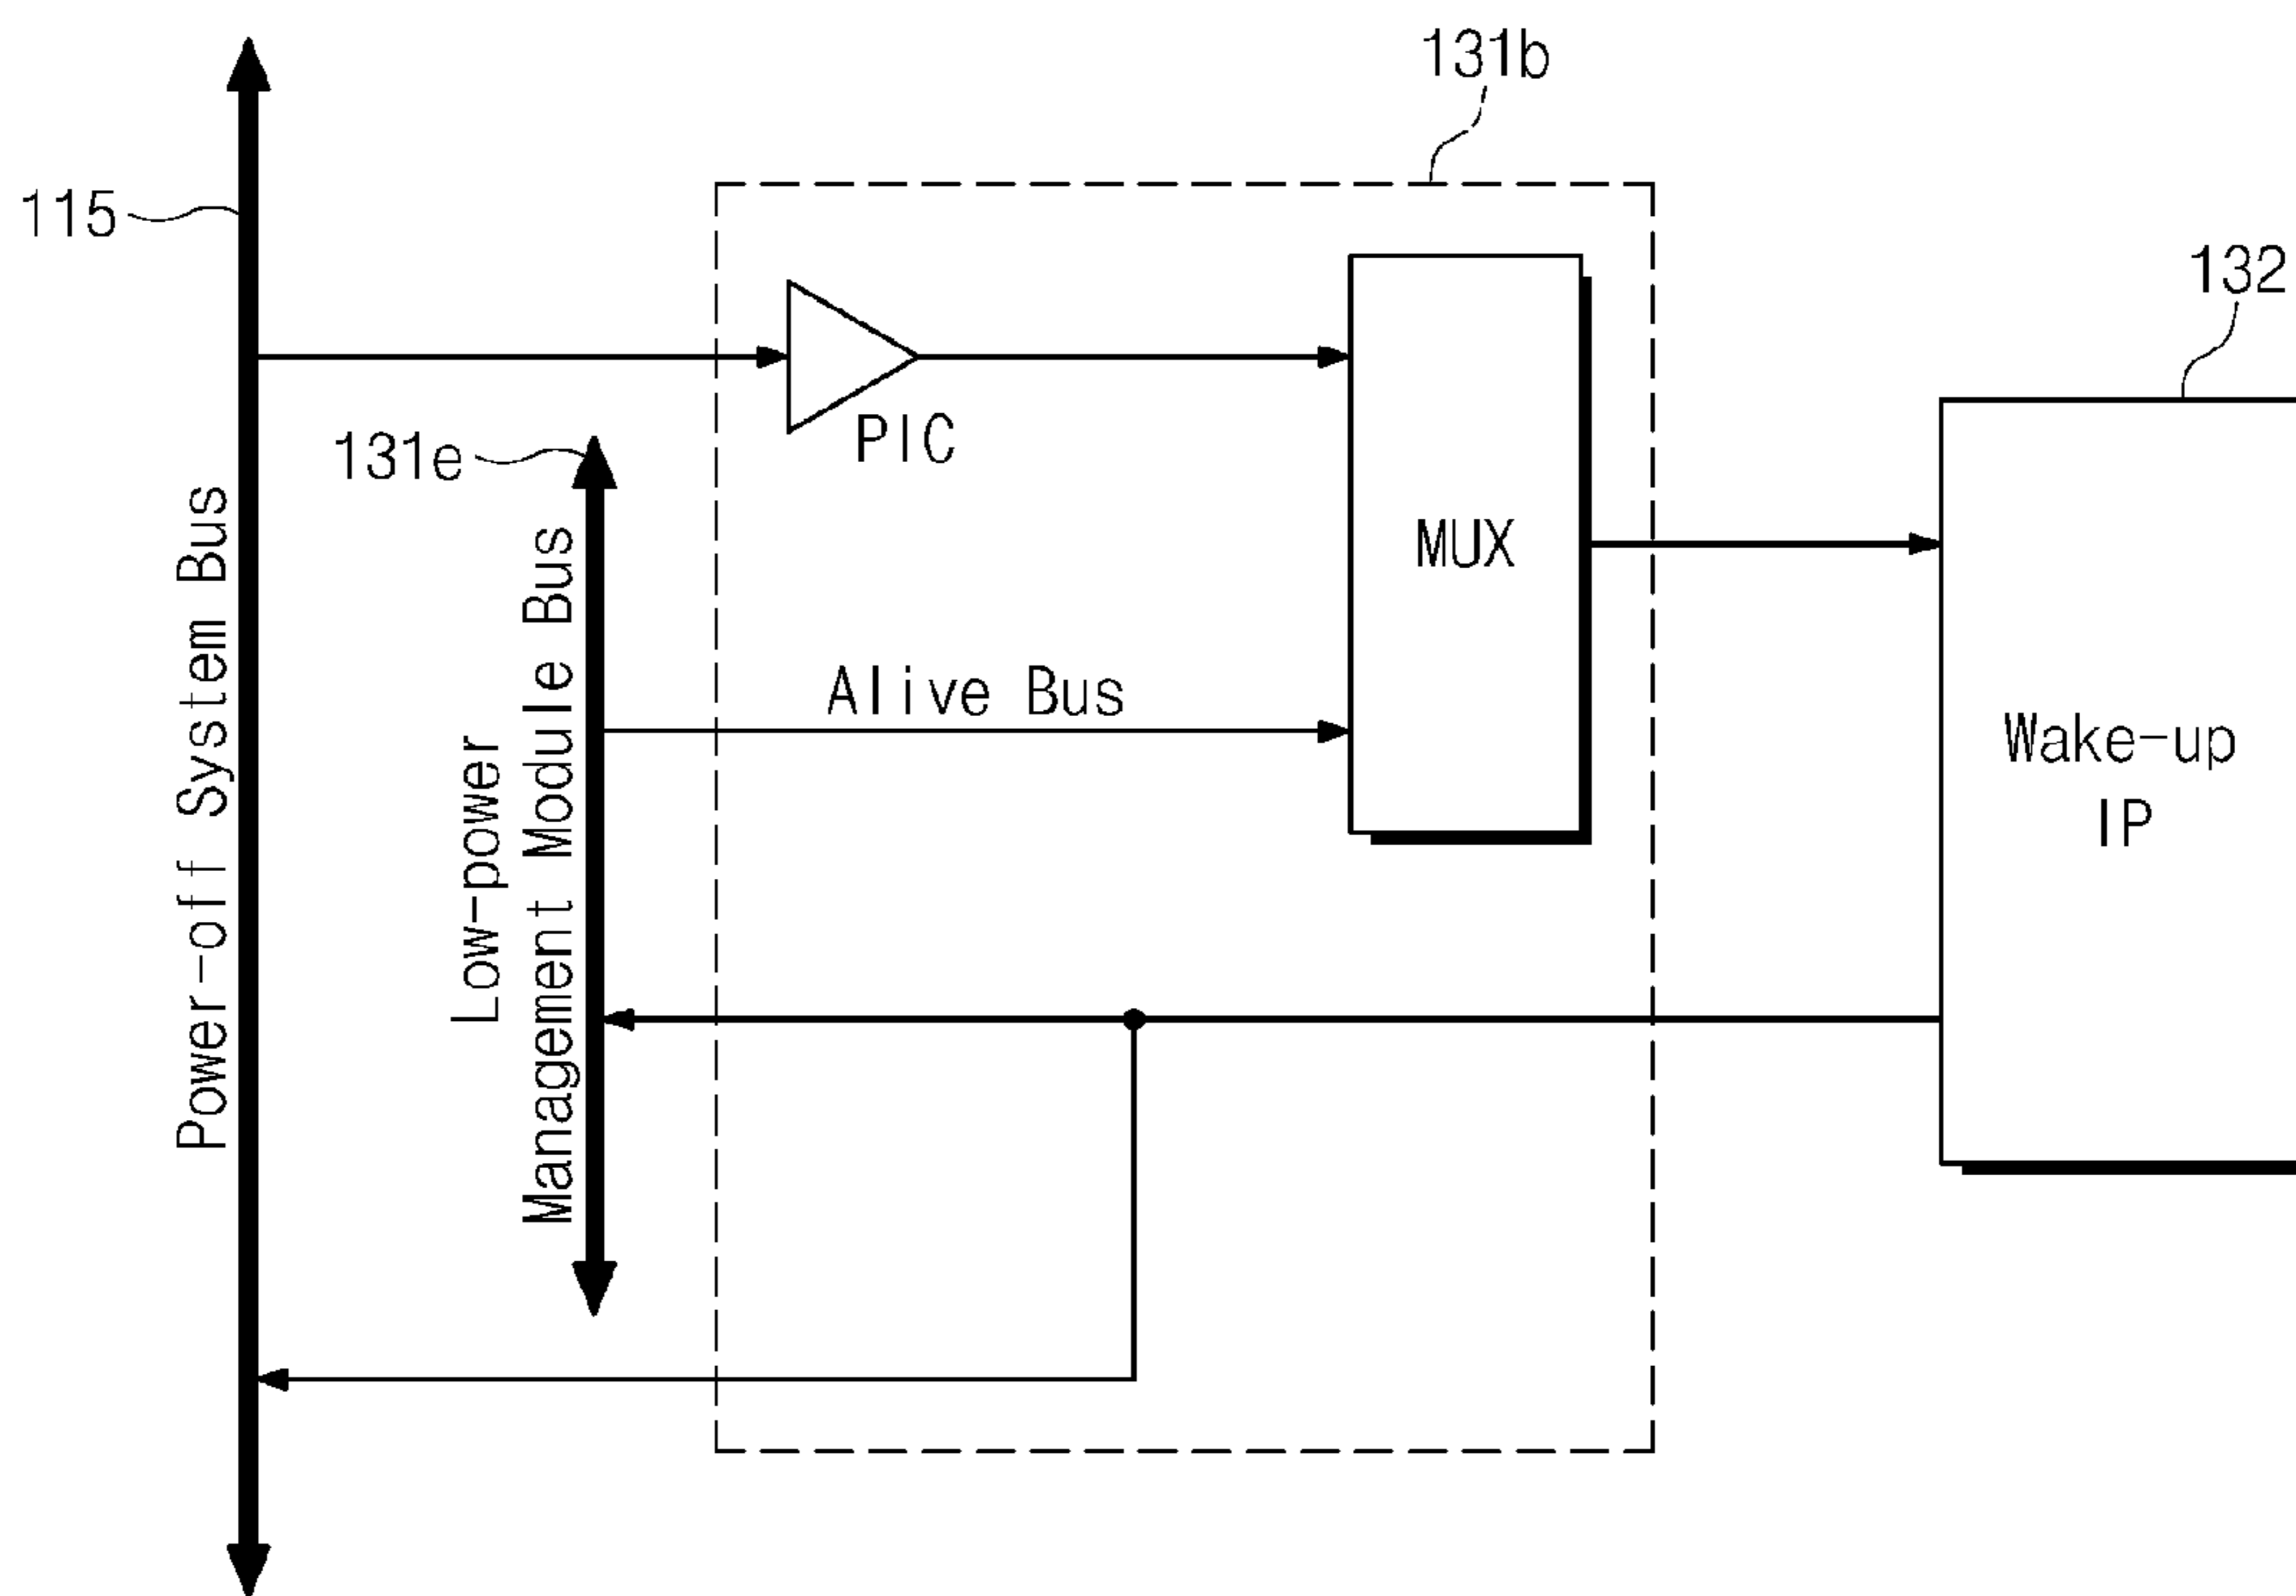 131b
115
132
131e
PIC
MUX
Power-off System Bus
Low-power
Management Module Bus
Alive Bus
Wake-up
IP